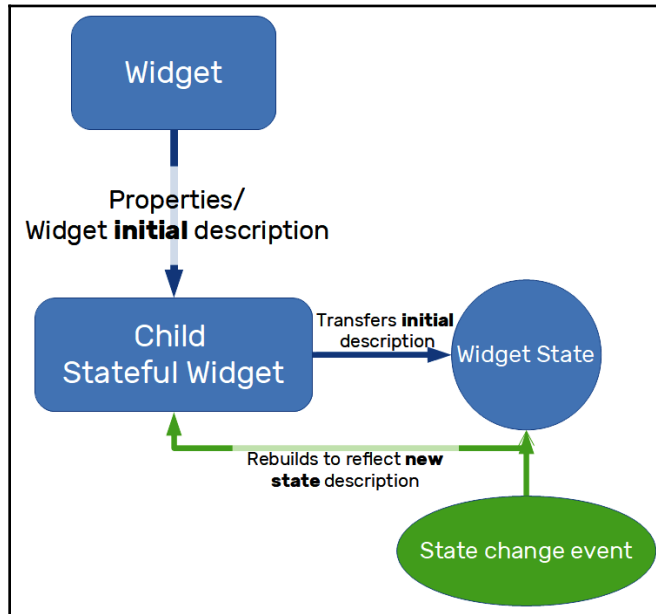 Widget
Properties/
Widget initial description
Child
Stateful Widget
Transfers initial
description
Widget State
Rebuilds to reflect new
state description
State change event